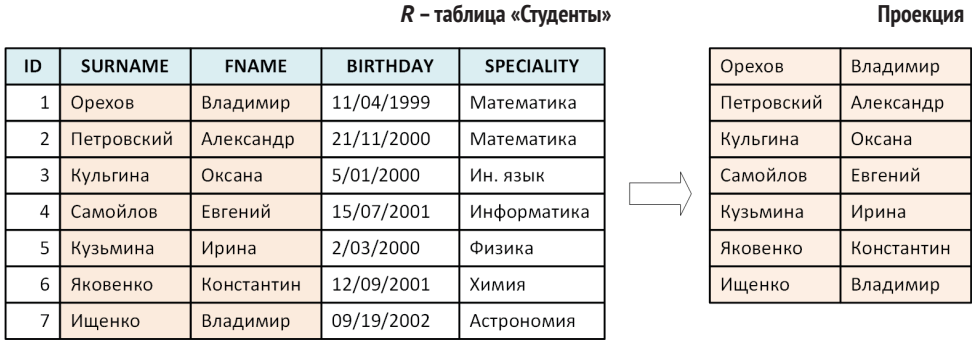 R – таблица «Студенты»
Проекция
ID SURNAME FNAME BIRTHDAY SPECIALITY
1 Орехов Владимир 11/04/1999 Математика
2 Петровский Александр 21/11/2000 Математика
3 Кульгина Оксана 5/01/2000 Ин. язык
4 Самойлов Евгений 15/07/2001 Информатика
5 Кузьмина Ирина 2/03/2000 Физика
6 Яковенко Константин 12/09/2001 Химия
7 Ищенко Владимир 09/19/2002 Астрономия
Орехов Владимир
Петровский Александр
Кульгина Оксана
Самойлов Евгений
Кузьмина Ирина
Яковенко Константин
Ищенко Владимир